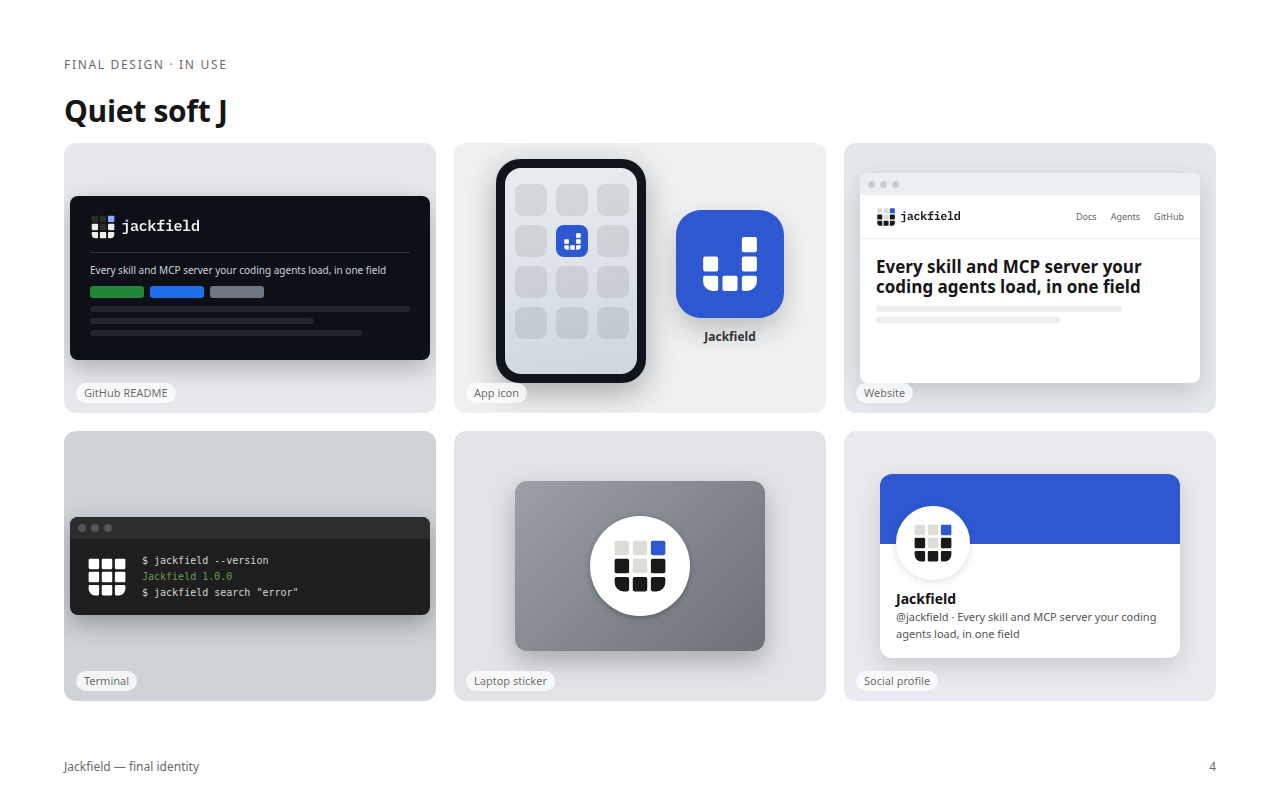 FINAL DESIGN · IN USE
Quiet soft J
jackfield
Every skill and MCP server your coding agents load, in one field
GitHub README
Jackfield
App icon
jackfield
Docs Agents GitHub
Every skill and MCP server your
coding agents load, in one field
Website
$ jackfield --version
Jackfield 1.0.0
$ jackfield search "error"
Terminal
Laptop sticker
Jackfield
@jackfield · Every skill and MCP server your coding
agents load, in one field
Social profile
Jackfield — final identity
4